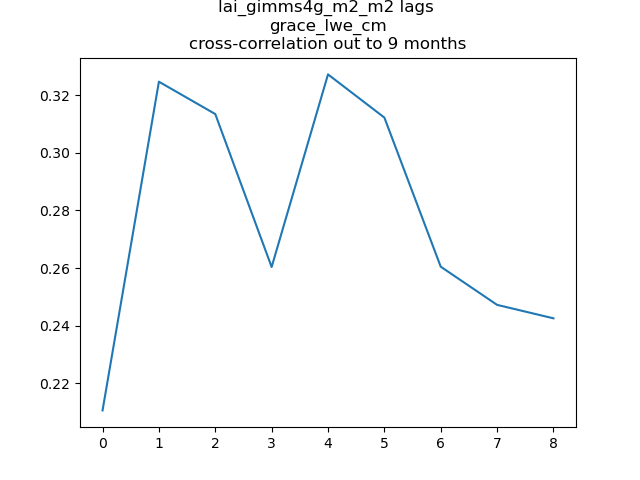 lai_gimms4g_m2_m2 lags
grace_lwe_cm
cross-correlation out to 9 months
0.32
0.30
0.28
0.26
0.24
0.22
0 1 2 3 4 5 6 7 8